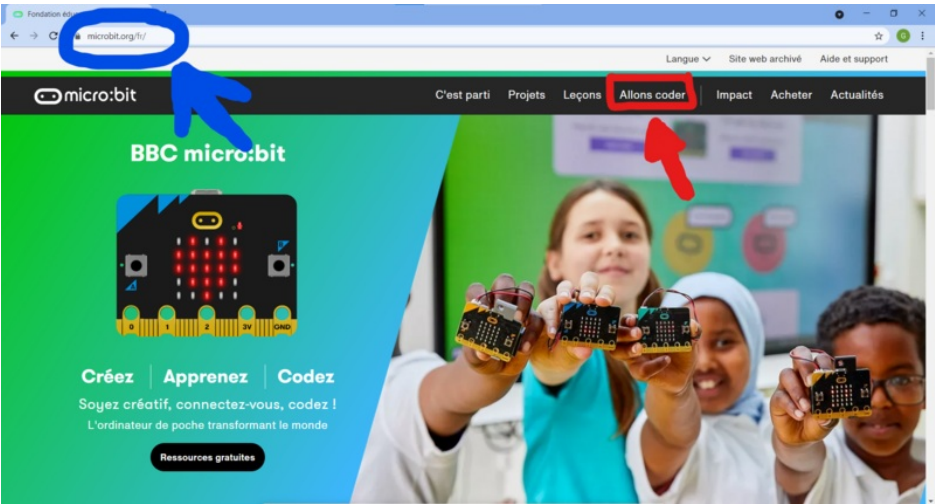 Fondation édu
microbit.org/fr/
G
Langue
Site web archivé
Aide et support
micro:bit
C'est parti
Projets
Leçons
Allons coder
Impact
Acheter
Actualités
BBC micro:bit
A
B
0 1 2 3V GND
Créez | Apprenez | Codez
Soyez créatif, connectez-vous, codez !
L'ordinateur de poche transformant le monde
Ressources gratuites